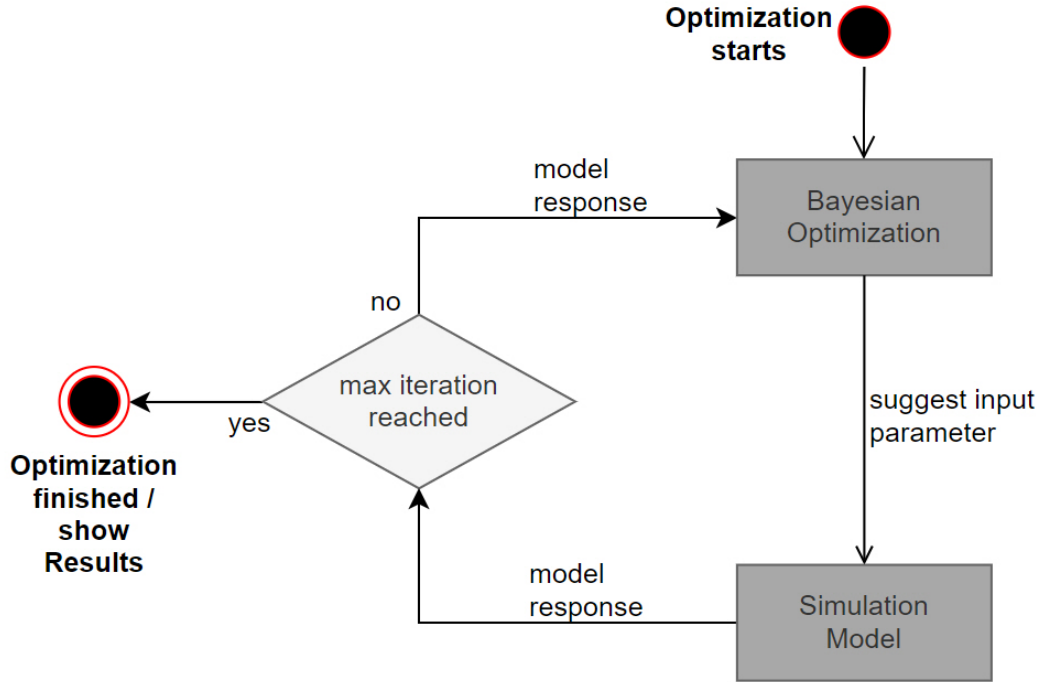 Optimization
starts
model
response
Bayesian
Optimization
no
max iteration
reached
yes
suggest input
parameter
Optimization
finished /
show
Results
model
response
Simulation
Model